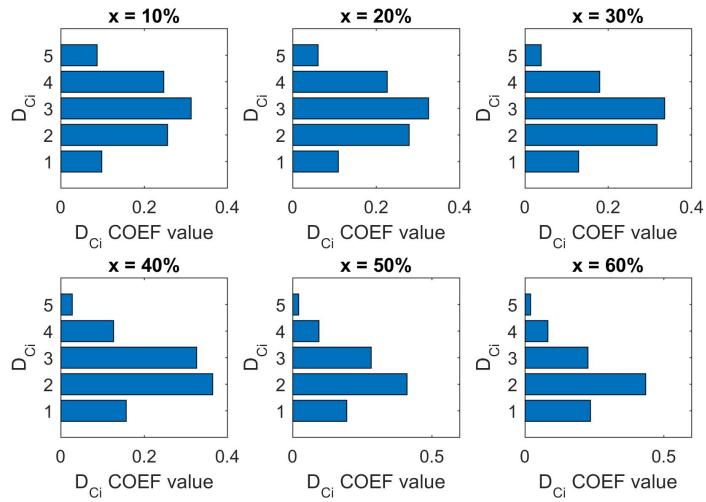 x = 10%
5
4
3
2
1
D_Ci
0
0.2
0.4
D_Ci COEF value
x = 20%
5
4
3
2
1
D_Ci
0
0.2
0.4
D_Ci COEF value
x = 30%
5
4
3
2
1
D_Ci
0
0.2
0.4
D_Ci COEF value
x = 40%
5
4
3
2
1
D_Ci
0
0.2
0.4
D_Ci COEF value
x = 50%
5
4
3
2
1
D_Ci
0
0.5
D_Ci COEF value
x = 60%
5
4
3
2
1
D_Ci
0
0.5
D_Ci COEF value